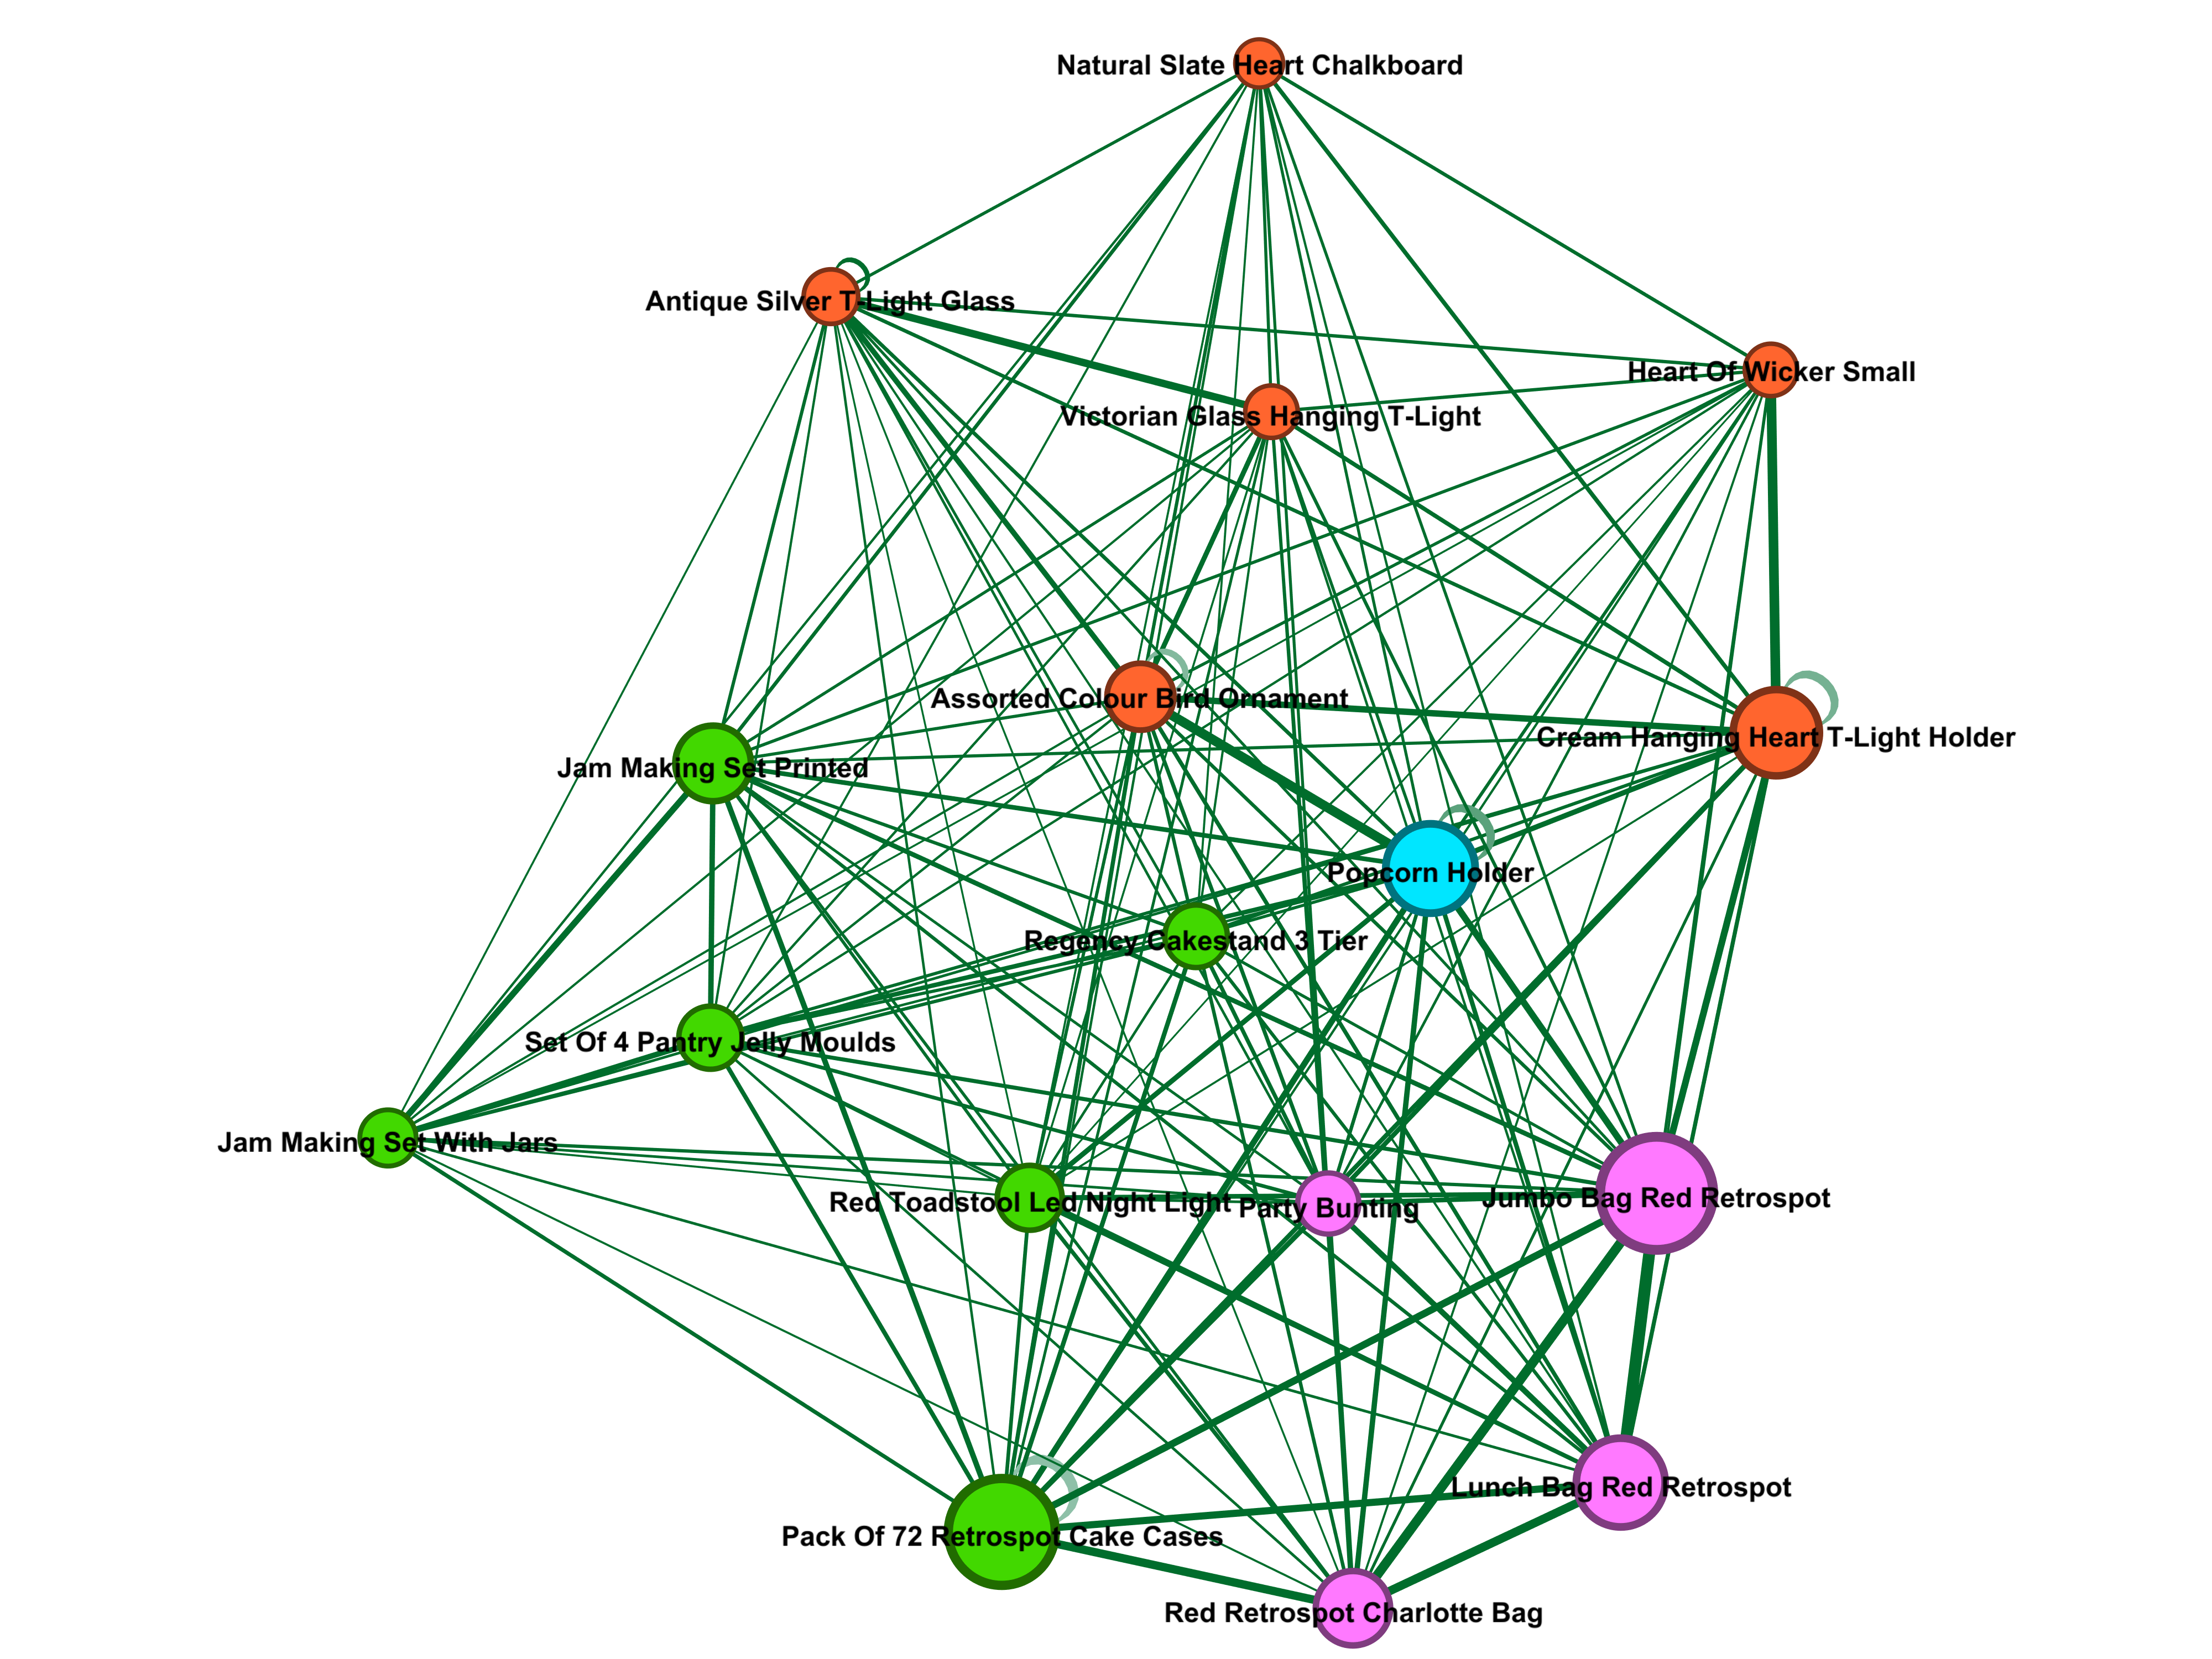 Natural Slate Heart Chalkboard
Antique Silver T-Light Glass
Heart Of Wicker Small
Victorian Glass Hanging T-Light
Assorted Colour Bird Ornament
Cream Hanging Heart T-Light Holder
Jam Making Set Printed
Popcorn Holder
Regency Cakestand 3 Tier
Set Of 4 Pantry Jelly Moulds
Jam Making Set With Jars
Red Toadstool Led Night Light
Party Bunting
Jumbo Bag Red Retrospot
Lunch Bag Red Retrospot
Pack Of 72 Retrospot Cake Cases
Red Retrospot Charlotte Bag